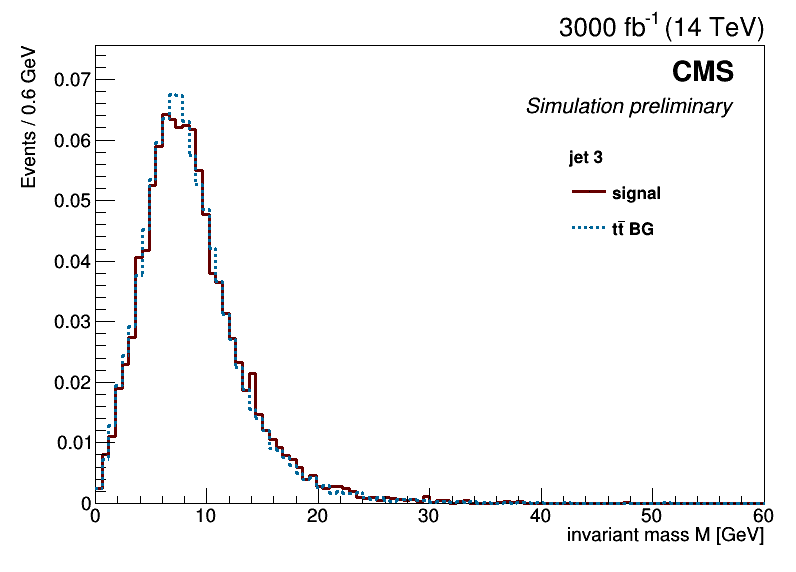 3000 fb⁻¹ (14 TeV)
CMS
Simulation preliminary
jet 3
signal
tt̄ BG
Events / 0.6 GeV
0.07
0.06
0.05
0.04
0.03
0.02
0.01
0
0 10 20 30 40 50 60
invariant mass M [GeV]